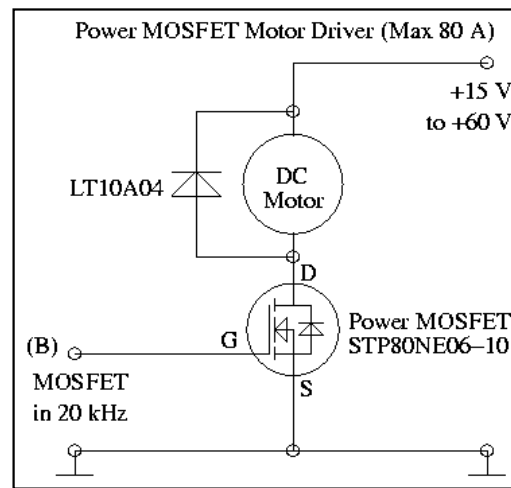 Power MOSFET Motor Driver (Max 80 A)
+15 V
to +60 V
LT10A04
DC
Motor
D
Power MOSFET
STP80NE06–10
G
(B)
MOSFET
in 20 kHz
S